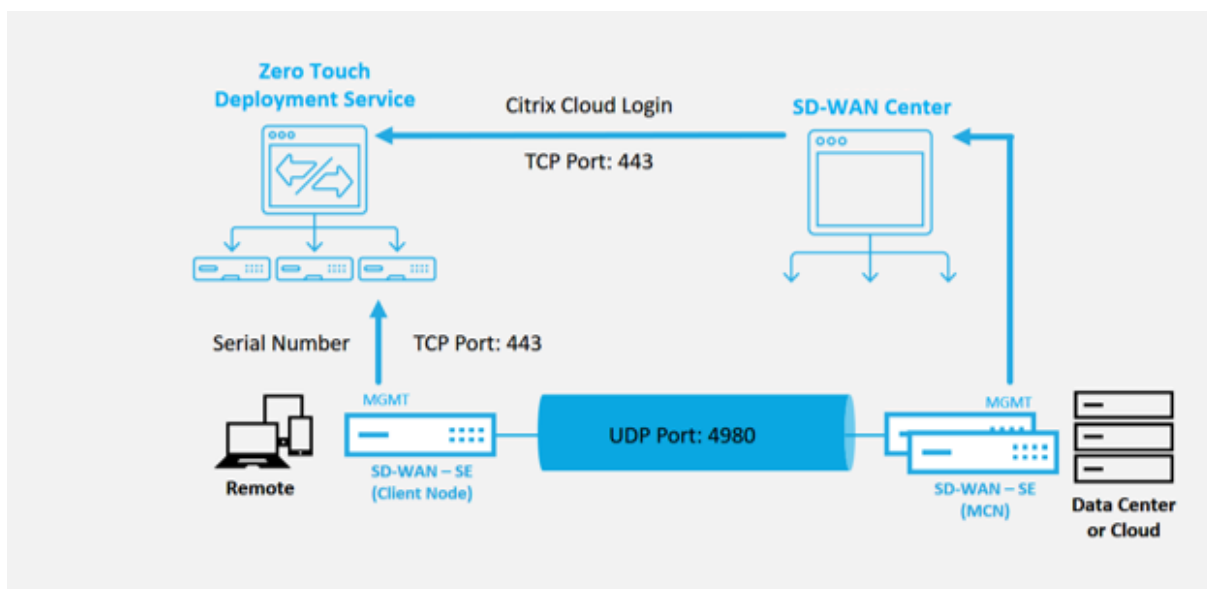 Zero Touch
Deployment Service
Citrix Cloud Login
SD-WAN Center
TCP Port: 443
Serial Number
TCP Port: 443
MGMT
MGMT
UDP Port: 4980
SD-WAN – SE
(Client Node)
Remote
SD-WAN – SE
(MCN)
Data Center
or Cloud